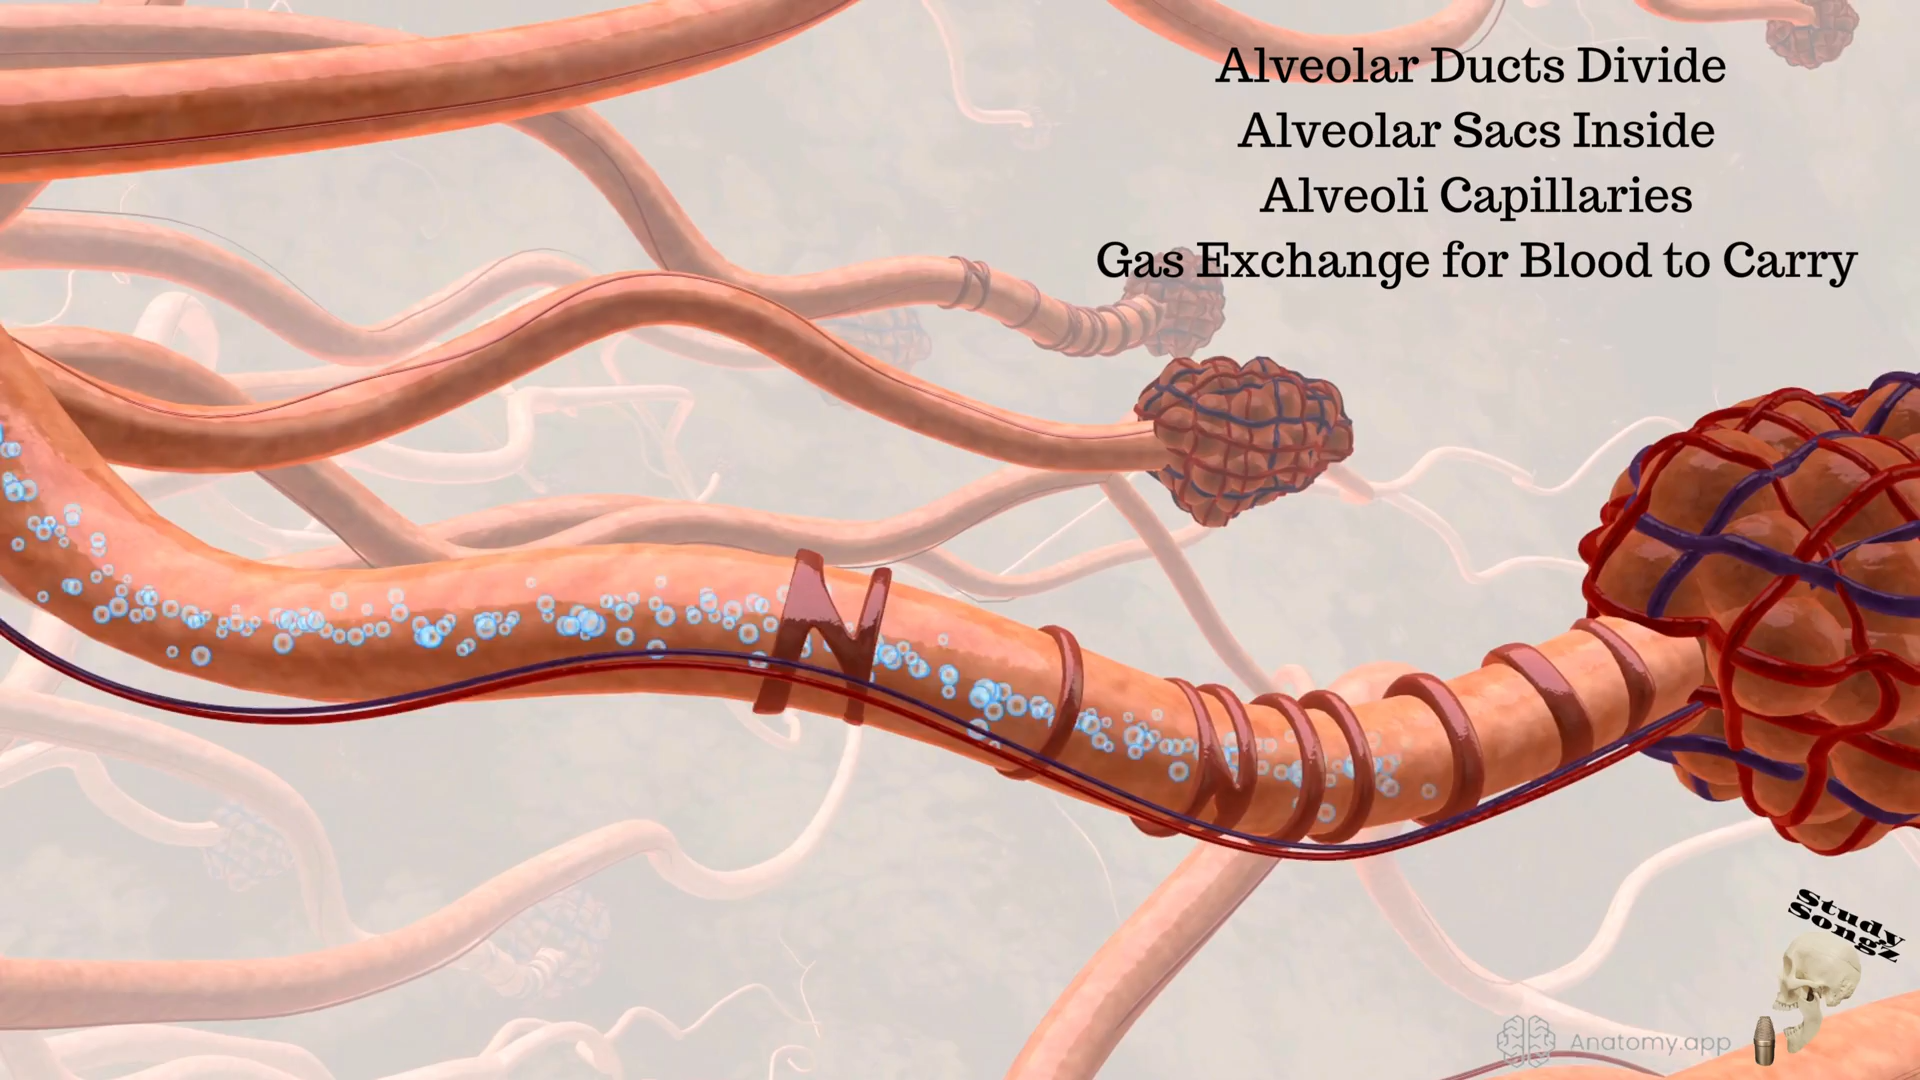 Alveolar Ducts Divide
Alveolar Sacs Inside
Alveoli Capillaries
Gas Exchange for Blood to Carry
Study
Songz
Anatomy.app